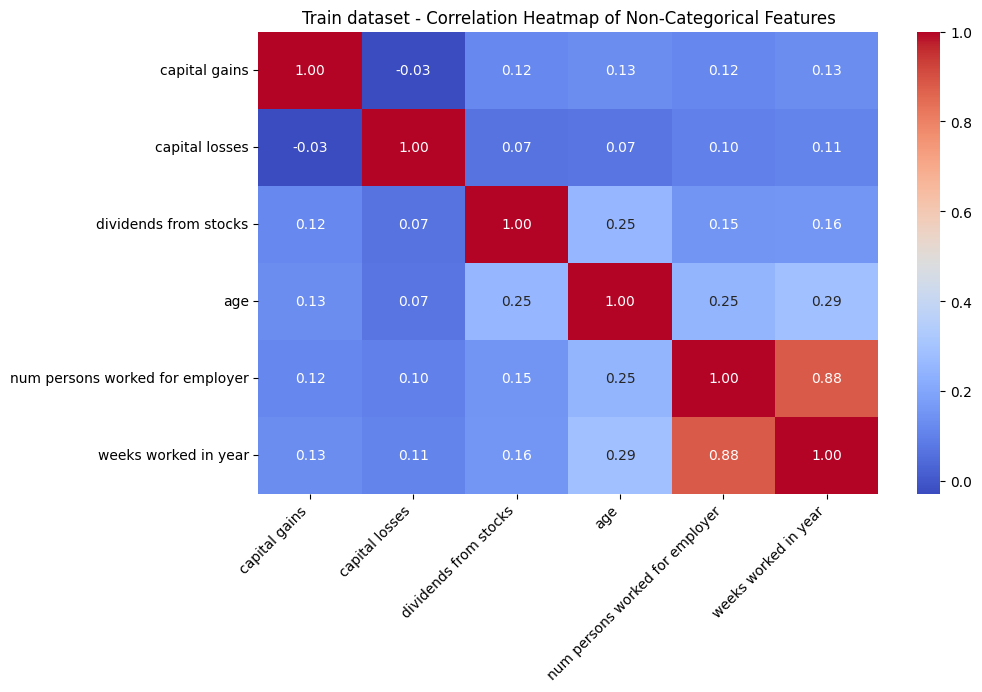 Train dataset - Correlation Heatmap of Non-Categorical Features
capital gains 1.00 -0.03 0.12 0.13 0.12 0.13
capital losses -0.03 1.00 0.07 0.07 0.10 0.11
dividends from stocks 0.12 0.07 1.00 0.25 0.15 0.16
age 0.13 0.07 0.25 1.00 0.25 0.29
num persons worked for employer 0.12 0.10 0.15 0.25 1.00 0.88
weeks worked in year 0.13 0.11 0.16 0.29 0.88 1.00
capital gains
capital losses
dividends from stocks
age
num persons worked for employer
weeks worked in year
1.0
0.8
0.6
0.4
0.2
0.0